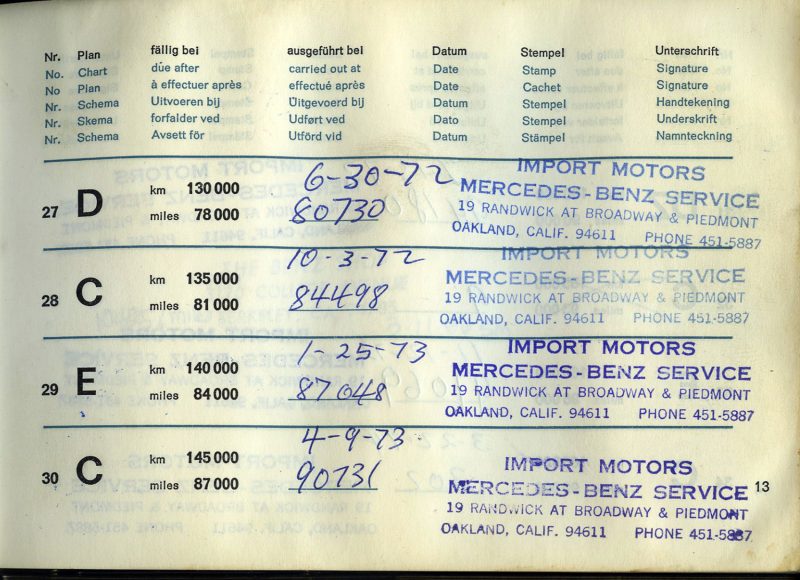 Nr. Plan fällig bei ausgeführt bei Datum Stempel Unterschrift
No. Chart due after carried out at Date Stamp Signature
No Plan à effectuer après effectué après Date Cachet Signature
Nr. Schema Uitvoeren bij Uitgevoerd bij Datum Stempel Handtekening
Nr. Skema forfalder ved Udført ved Dato Stempel Underskrift
Nr. Schema Avsett för Utförd vid Datum Stämpel Namnteckning
27 D km 130 000 6-30-72
miles 78 000 80730
IMPORT MOTORS
MERCEDES-BENZ SERVICE
19 RANDWICK AT BROADWAY & PIEDMONT
OAKLAND, CALIF. 94611 PHONE 451-5887
28 C km 135 000 10-3-72
miles 81 000 84498
IMPORT MOTORS
MERCEDES-BENZ SERVICE
19 RANDWICK AT BROADWAY & PIEDMONT
OAKLAND, CALIF. 94611 PHONE 451-5887
29 E km 140 000 1-25-73
miles 84 000 87048
IMPORT MOTORS
MERCEDES-BENZ SERVICE
19 RANDWICK AT BROADWAY & PIEDMONT
OAKLAND, CALIF. 94611 PHONE 451-5887
30 C km 145 000 4-9-73
miles 87 000 90731
IMPORT MOTORS
MERCEDES-BENZ SERVICE
19 RANDWICK AT BROADWAY & PIEDMONT
OAKLAND, CALIF. 94611 PHONE 451-5887
13